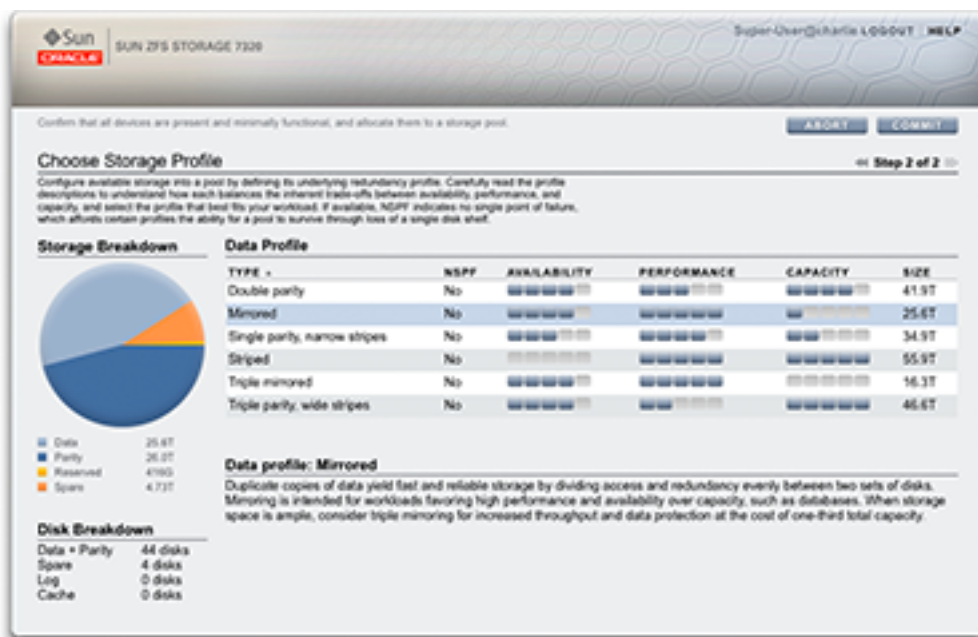 Sun
ORACLE
SUN ZFS STORAGE 7320
Super-User@charlie LOGOUT HELP
Confirm that all devices are present and minimally functional, and allocate them to a storage pool.
ABORT COMMIT
Choose Storage Profile
Step 2 of 2
Configure available storage into a pool by defining its underlying redundancy profile. Carefully read the profile
descriptions to understand how each balances the inherent trade-offs between availability, performance, and
capacity, and select the profile that best fits your workload. If available, NSPF indicates no single point of failure,
which affords certain profiles the ability for a pool to survive through loss of a single disk shelf.
Storage Breakdown
Data 25.6T
Parity 26.0T
Reserved
Spare 4.73T
Disk Breakdown
Data + Parity 44 disks
Spare 4 disks
Log 0 disks
Cache 0 disks
Data Profile
TYPE NSPF AVAILABILITY PERFORMANCE CAPACITY SIZE
Double parity No 41.9T
Mirrored No 25.6T
Single parity, narrow stripes No 34.9T
Striped No 55.9T
Triple mirrored No 16.3T
Triple parity, wide stripes No 46.6T
Data profile: Mirrored
Duplicate copies of data yield fast and reliable storage by dividing access and redundancy evenly between two sets of disks.
Mirroring is intended for workloads favoring high performance and availability over capacity, such as databases. When storage
space is ample, consider triple mirroring for increased throughput and data protection at the cost of one-third total capacity.